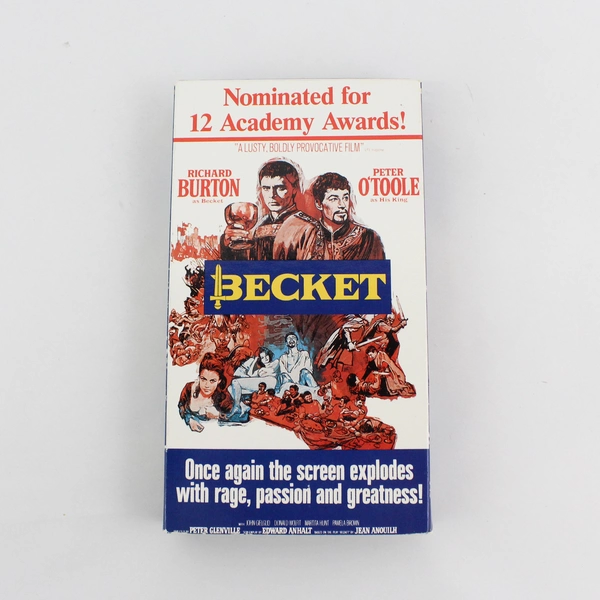 Nominated for
12 Academy Awards!
"A LUSTY, BOLDLY PROVOCATIVE FILM"
RICHARD
BURTON
as Becket
PETER
O'TOOLE
as His King
BECKET
Once again the screen explodes
with rage, passion and greatness!
JOHN GIELGUD DONALD WOLFIT MARTITA HUNT PAMELA BROWN
PETER GLENVILLE EDWARD ANHALT JEAN ANOUILH